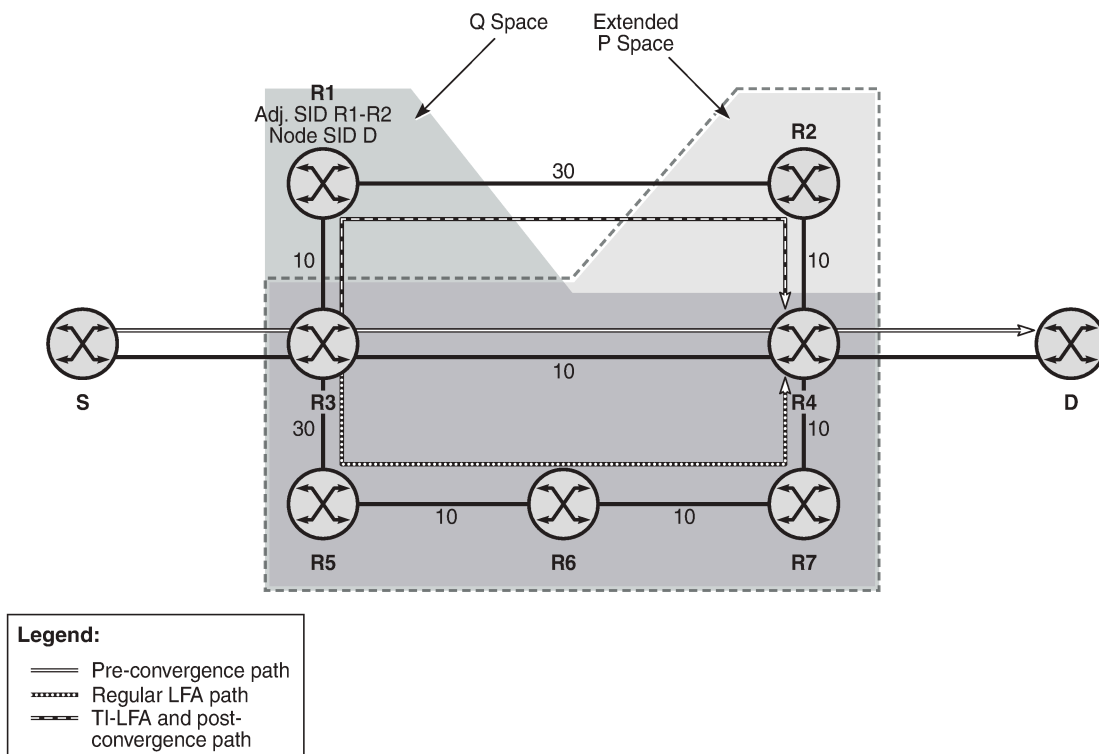 Q Space
Extended
P Space
R1
Adj. SID R1-R2
Node SID D
R2
30
10
10
S
R3
10
R4
D
30
10
10
10
R5
R6
R7
Legend:
Pre-convergence path
Regular LFA path
TI-LFA and post-
convergence path